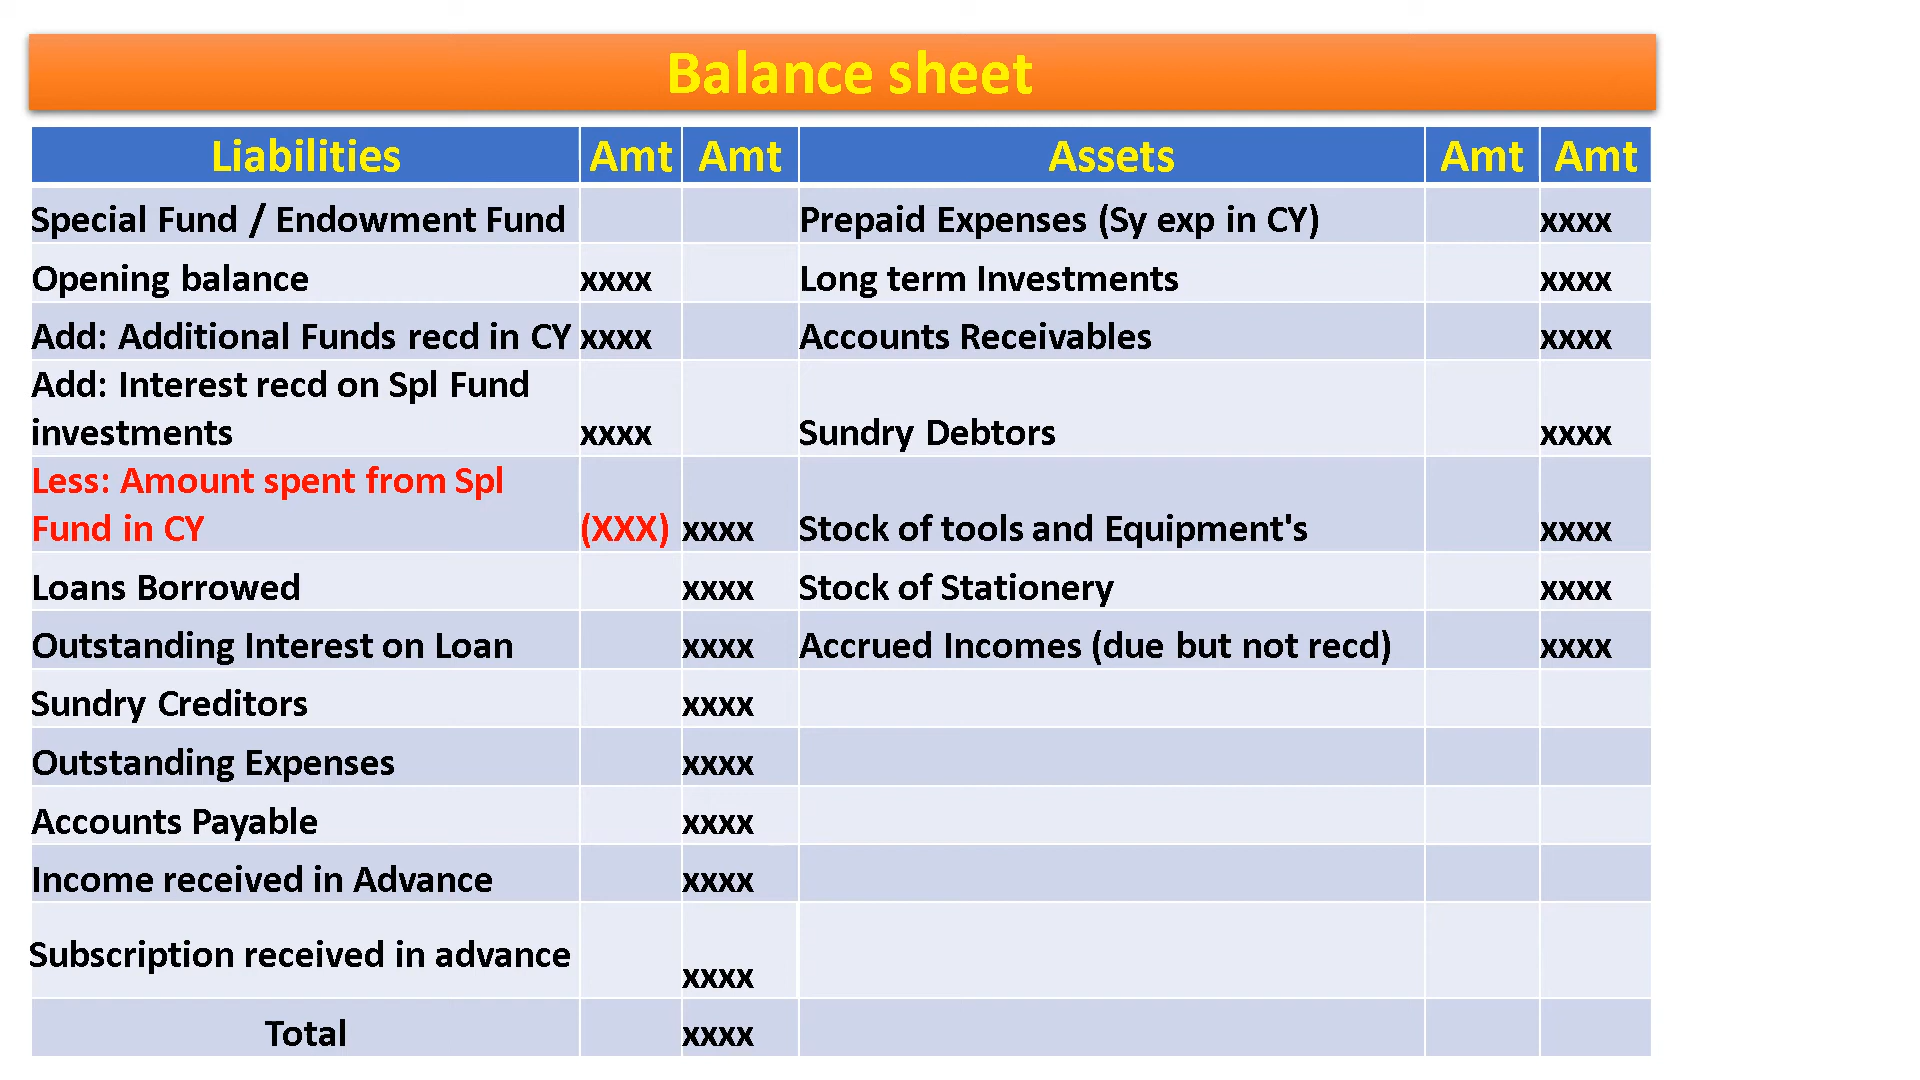 Balance sheet
Liabilities Amt Amt Assets Amt Amt
Special Fund / Endowment Fund Prepaid Expenses (Sy exp in CY) xxxx
Opening balance xxxx Long term Investments xxxx
Add: Additional Funds recd in CY xxxx Accounts Receivables xxxx
Add: Interest recd on Spl Fund
investments xxxx Sundry Debtors xxxx
Less: Amount spent from Spl
Fund in CY (XXX) xxxx Stock of tools and Equipment's xxxx
Loans Borrowed xxxx Stock of Stationery xxxx
Outstanding Interest on Loan xxxx Accrued Incomes (due but not recd) xxxx
Sundry Creditors xxxx
Outstanding Expenses xxxx
Accounts Payable xxxx
Income received in Advance xxxx
Subscription received in advance xxxx
Total xxxx